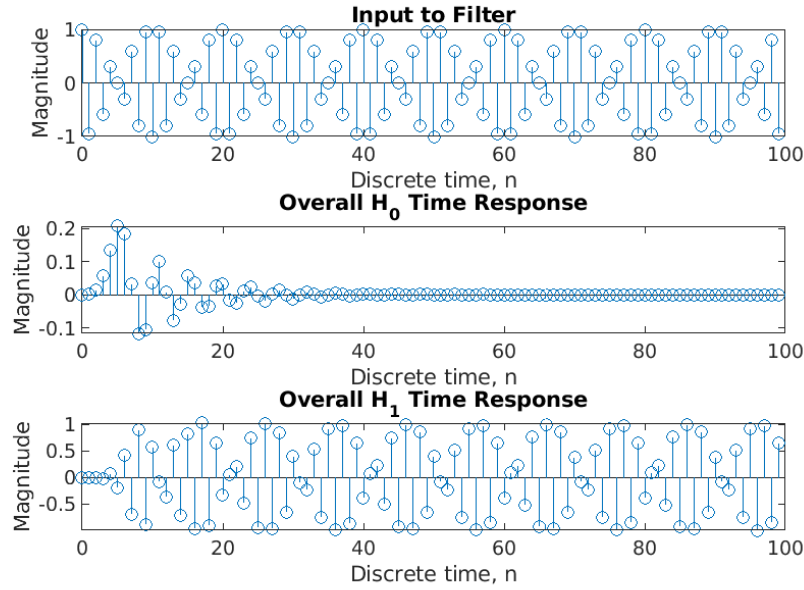 Input to Filter
Magnitude
1
0
-1
0 20 40 60 80 100
Discrete time, n
Overall H0 Time Response
Magnitude
0.2
0.1
0
-0.1
0 20 40 60 80 100
Discrete time, n
Overall H1 Time Response
Magnitude
1
0.5
0
-0.5
0 20 40 60 80 100
Discrete time, n